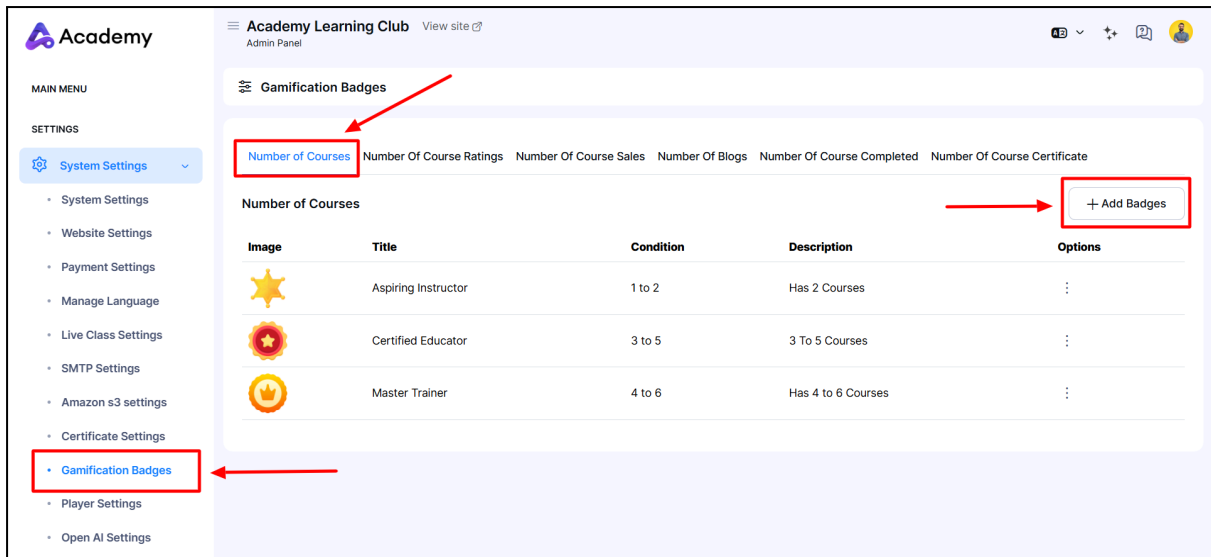 Academy
MAIN MENU
SETTINGS
System Settings
System Settings
Website Settings
Payment Settings
Manage Language
Live Class Settings
SMTP Settings
Amazon s3 settings
Certificate Settings
Gamification Badges
Player Settings
Open AI Settings
Academy Learning Club View site
Admin Panel
Gamification Badges
Number of Courses Number Of Course Ratings Number Of Course Sales Number Of Blogs Number Of Course Completed Number Of Course Certificate
Number of Courses + Add Badges
Image Title Condition Description Options
Aspiring Instructor 1 to 2 Has 2 Courses
Certified Educator 3 to 5 3 To 5 Courses
Master Trainer 4 to 6 Has 4 to 6 Courses